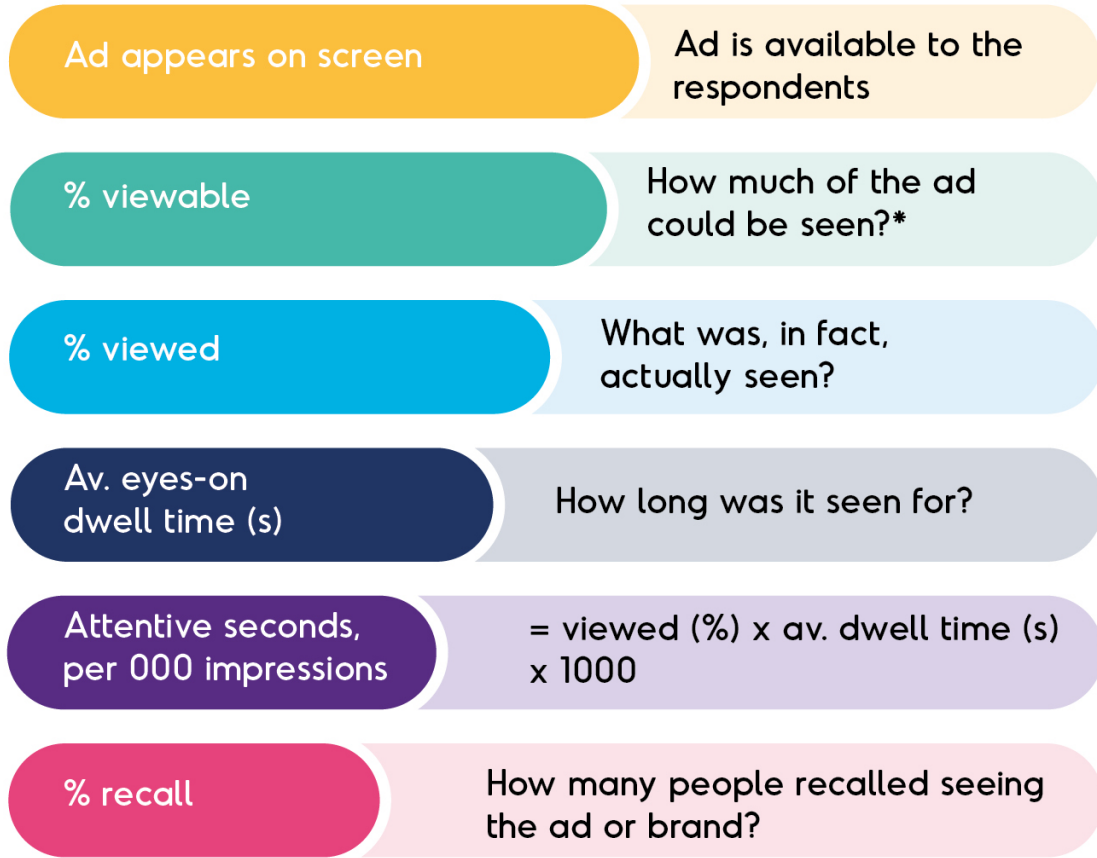 Ad appears on screen
Ad is available to the
respondents
% viewable
How much of the ad
could be seen?*
% viewed
What was, in fact,
actually seen?
Av. eyes-on
dwell time (s)
How long was it seen for?
Attentive seconds,
per 000 impressions
= viewed (%) x av. dwell time (s)
x 1000
% recall
How many people recalled seeing
the ad or brand?